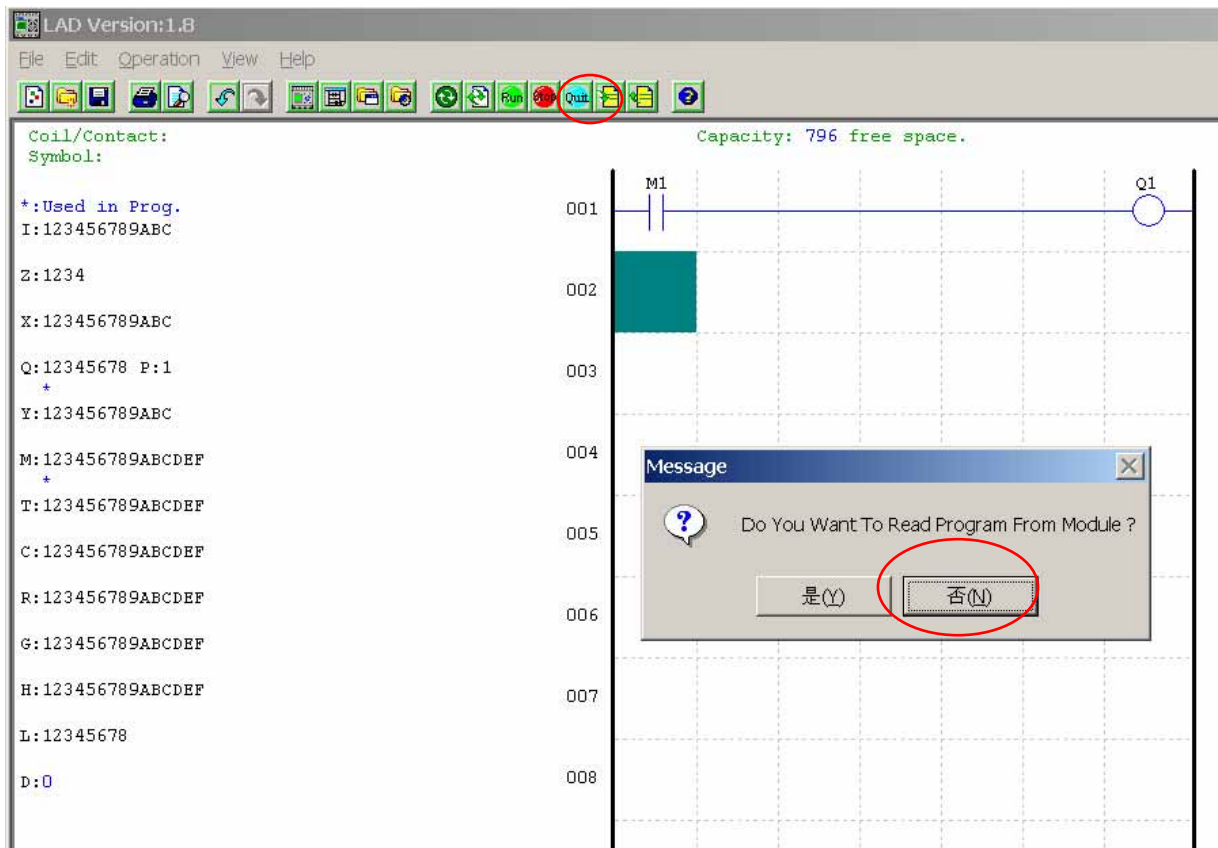 LAD Version:1.8
File Edit Operation View Help
Run Stop Quit
Coil/Contact:
Capacity: 796 free space.
Symbol:
M1 Q1
*:Used in Prog.
001
I:123456789ABC
Z:1234
002
X:123456789ABC
Q:12345678 P:1
003
*
Y:123456789ABC
M:123456789ABCDEF
004
*
Message
T:123456789ABCDEF
Do You Want To Read Program From Module ?
005
C:123456789ABCDEF
R:123456789ABCDEF
是(Y) 否(N)
006
G:123456789ABCDEF
H:123456789ABCDEF
007
L:12345678
D:0
008